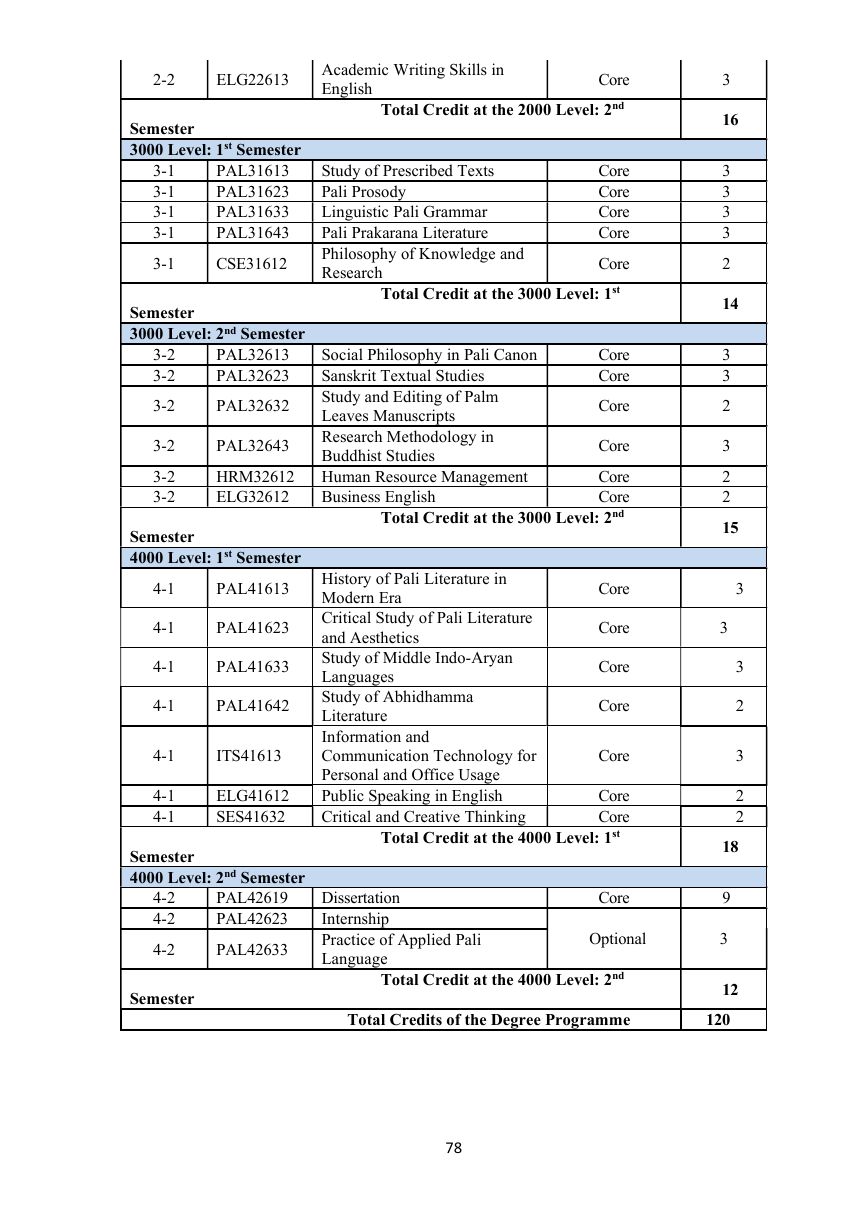 2-2 ELG22613 Academic Writing Skills in English Core 3
Total Credit at the 2000 Level: 2nd Semester 16
3000 Level: 1st Semester
3-1 PAL31613 Study of Prescribed Texts Core 3
3-1 PAL31623 Pali Prosody Core 3
3-1 PAL31633 Linguistic Pali Grammar Core 3
3-1 PAL31643 Pali Prakarana Literature Core 3
3-1 CSE31612 Philosophy of Knowledge and Research Core 2
Total Credit at the 3000 Level: 1st Semester 14
3000 Level: 2nd Semester
3-2 PAL32613 Social Philosophy in Pali Canon Core 3
3-2 PAL32623 Sanskrit Textual Studies Core 3
3-2 PAL32632 Study and Editing of Palm Leaves Manuscripts Core 2
3-2 PAL32643 Research Methodology in Buddhist Studies Core 3
3-2 HRM32612 Human Resource Management Core 2
3-2 ELG32612 Business English Core 2
Total Credit at the 3000 Level: 2nd Semester 15
4000 Level: 1st Semester
4-1 PAL41613 History of Pali Literature in Modern Era Core 3
4-1 PAL41623 Critical Study of Pali Literature and Aesthetics Core 3
4-1 PAL41633 Study of Middle Indo-Aryan Languages Core 3
4-1 PAL41642 Study of Abhidhamma Literature Core 2
4-1 ITS41613 Information and Communication Technology for Personal and Office Usage Core 3
4-1 ELG41612 Public Speaking in English Core 2
4-1 SES41632 Critical and Creative Thinking Core 2
Total Credit at the 4000 Level: 1st Semester 18
4000 Level: 2nd Semester
4-2 PAL42619 Dissertation Core 9
4-2 PAL42623 Internship Optional 3
4-2 PAL42633 Practice of Applied Pali Language
Total Credit at the 4000 Level: 2nd Semester 12
Total Credits of the Degree Programme 120
78